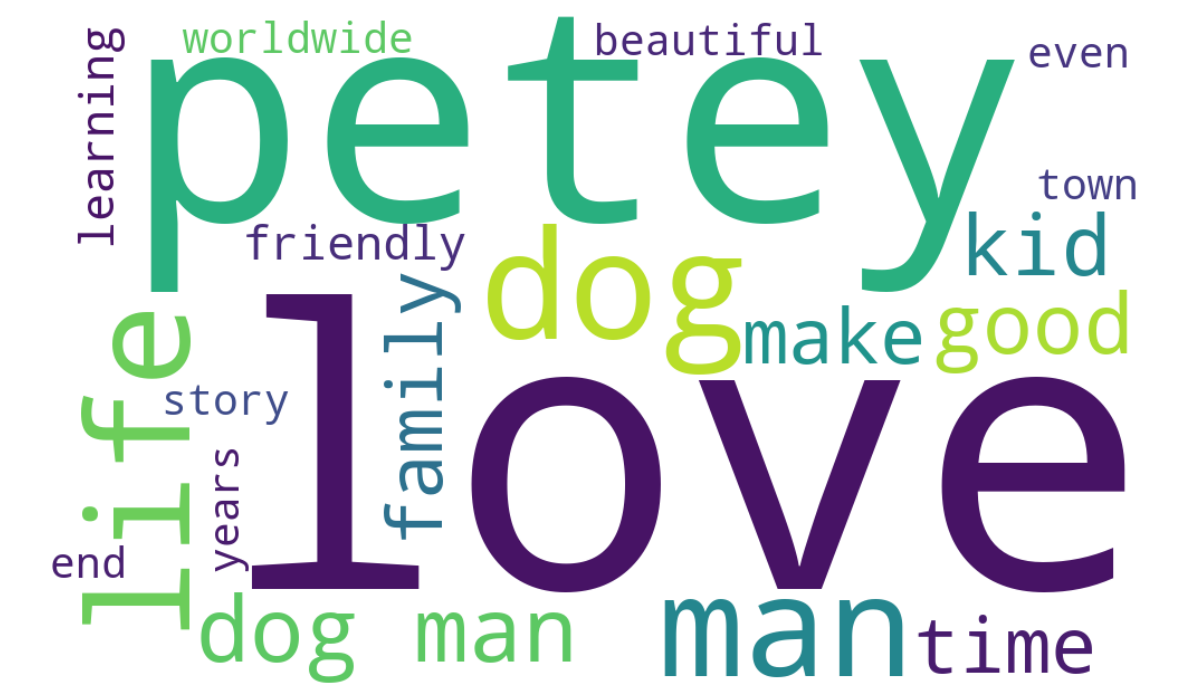 worldwide
beautiful
even
learning
petey
town
friendly
dog
kid
family
make
good
life
love
story
years
end
dog man
man
time